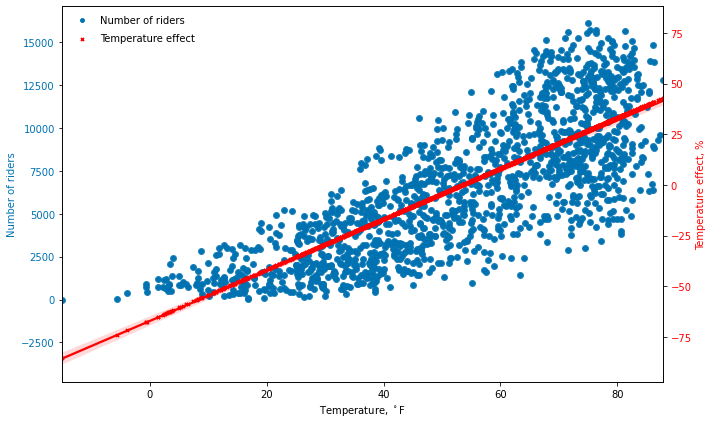 Number of riders
Temperature effect
15000
12500
10000
7500
5000
2500
0
−2500
Number of riders
75
50
25
0
−25
−50
−75
Temperature effect, %
0 20 40 60 80
Temperature, °F